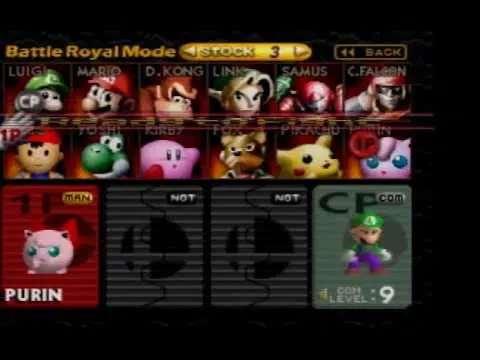 Battle Royal Mode STOCK 3 BACK
LUIGI MARIO D.KONG LINK SAMUS C.FALCON
CP
1P
YOSHI KIRBY FOX PIKACHU PURIN
1P MAN NOT NOT CP COM
PURIN
COM
LEVEL: 9